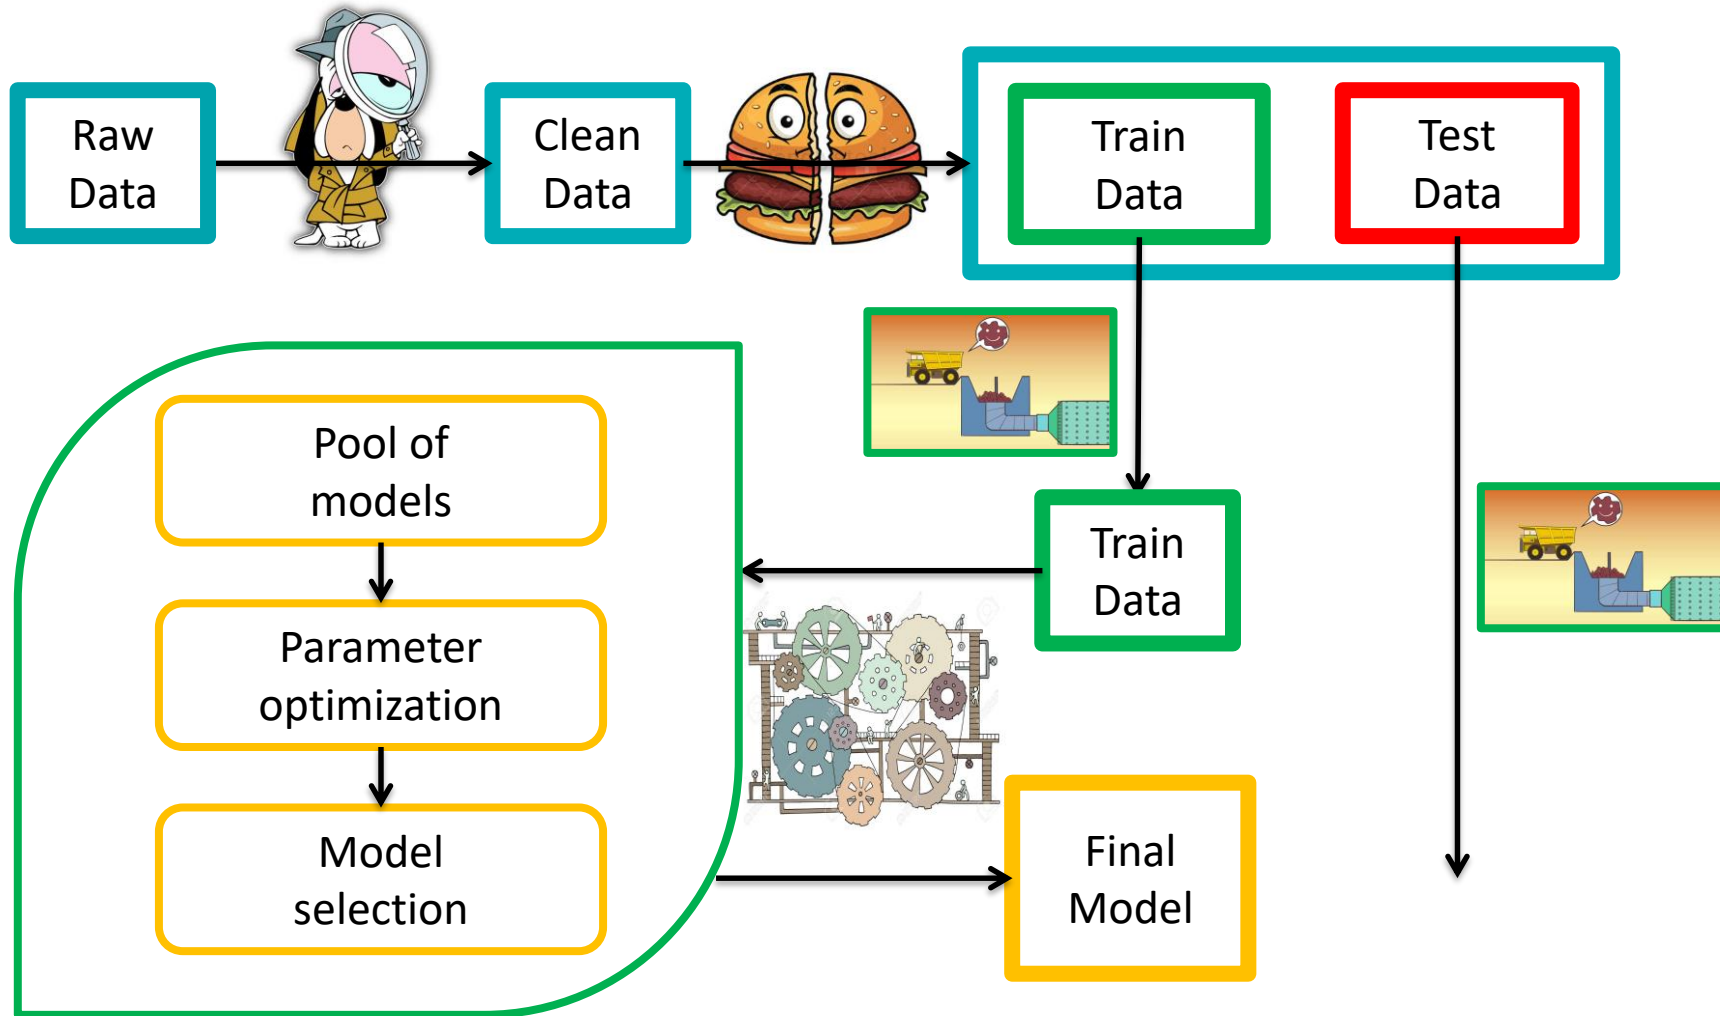 Raw
Data
Clean
Data
Train
Data
Test
Data
Pool of
models
Train
Data
Parameter
optimization
Model
selection
Final
Model